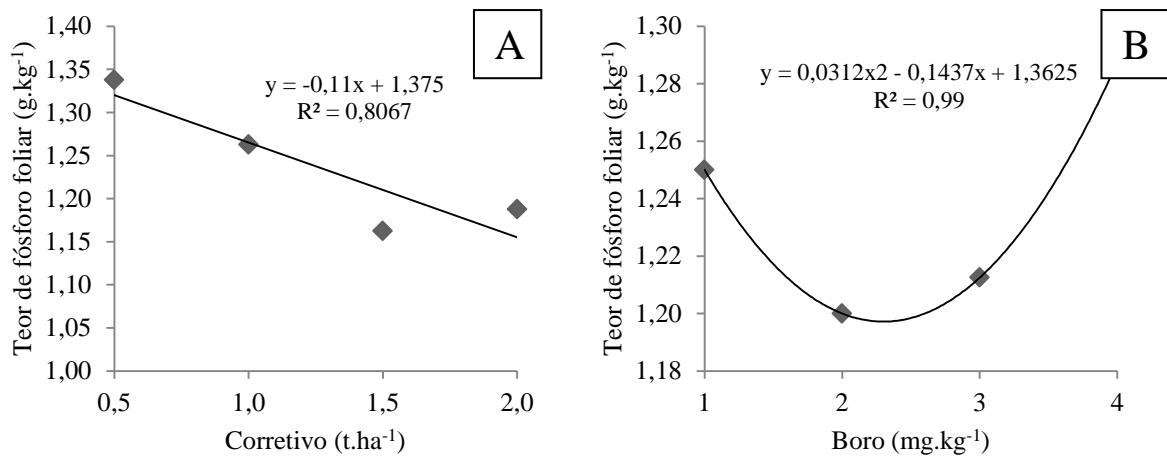 A
y = -0,11x + 1,375
R² = 0,8067
Teor de fósforo foliar (g.kg⁻¹)
1,40
1,35
1,30
1,25
1,20
1,15
1,10
1,05
1,00
0,5 1,0 1,5 2,0
Corretivo (t.ha⁻¹)
B
y = 0,0312x2 - 0,1437x + 1,3625
R² = 0,99
Teor de fósforo foliar (g.kg⁻¹)
1,30
1,28
1,26
1,24
1,22
1,20
1,18
1 2 3 4
Boro (mg.kg⁻¹)